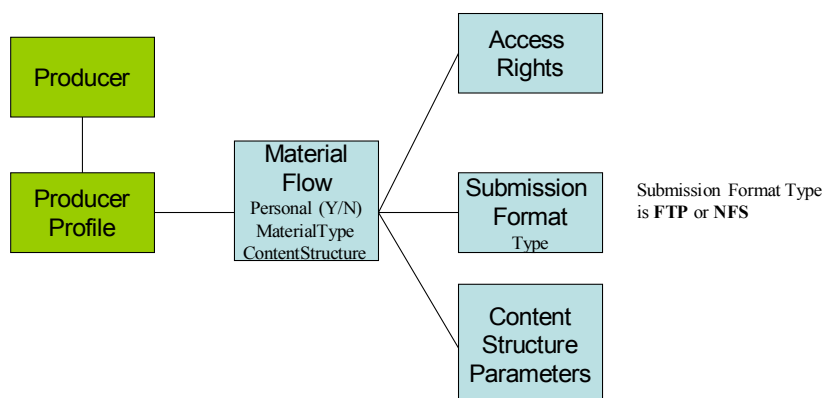 Producer
Producer
Profile
Material
Flow
Personal (Y/N)
MaterialType
ContentStructure
Access
Rights
Submission
Format
Type
Submission Format Type
is FTP or NFS
Content
Structure
Parameters